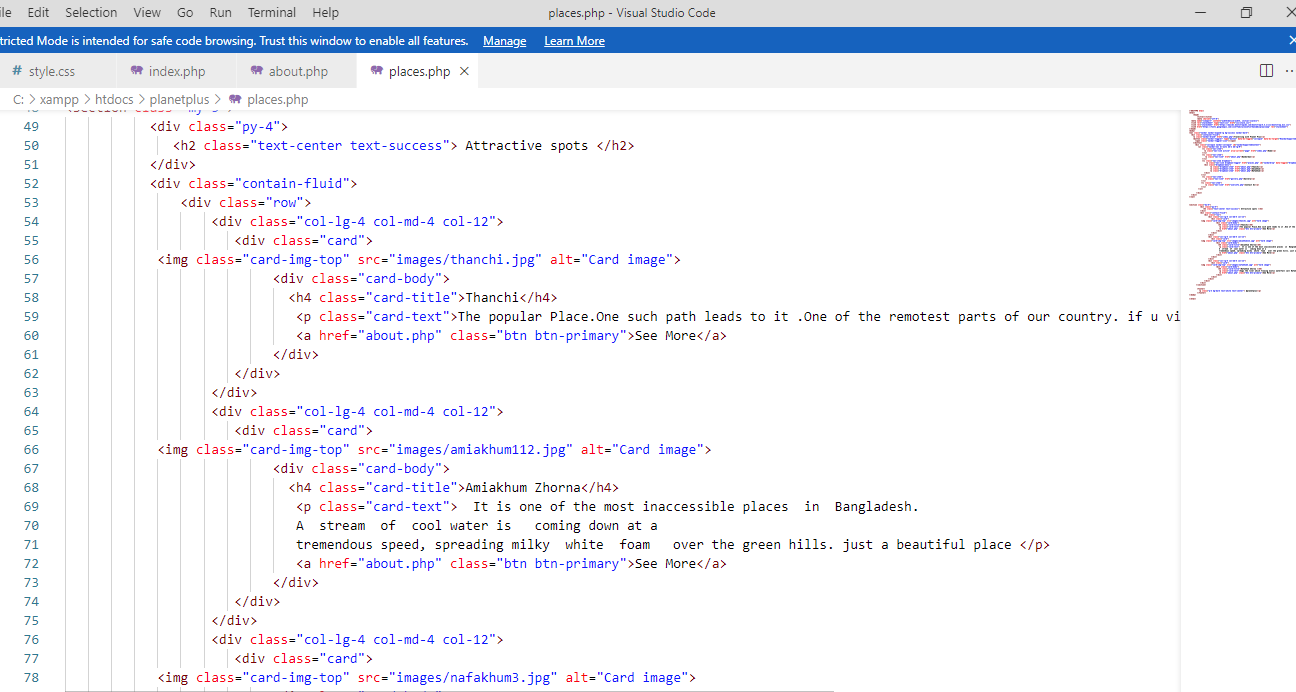 ile Edit Selection View Go Run Terminal Help places.php - Visual Studio Code
tricted Mode is intended for safe code browsing. Trust this window to enable all features. Manage Learn More
# style.css index.php about.php places.php
C: > xampp > htdocs > planetplus > places.php
49 <div class="py-4">
50 <h2 class="text-center text-success"> Attractive spots </h2>
51 </div>
52 <div class="contain-fluid">
53 <div class="row">
54 <div class="col-lg-4 col-md-4 col-12">
55 <div class="card">
56 <img class="card-img-top" src="images/thanchi.jpg" alt="Card image">
57 <div class="card-body">
58 <h4 class="card-title">Thanchi</h4>
59 <p class="card-text">The popular Place.One such path leads to it .One of the remotest parts of our country. if u vi
60 <a href="about.php" class="btn btn-primary">See More</a>
61 </div>
62 </div>
63 </div>
64 <div class="col-lg-4 col-md-4 col-12">
65 <div class="card">
66 <img class="card-img-top" src="images/amiakhum112.jpg" alt="Card image">
67 <div class="card-body">
68 <h4 class="card-title">Amiakhum Zhorna</h4>
69 <p class="card-text"> It is one of the most inaccessible places in Bangladesh.
70 A stream of cool water is coming down at a
71 tremendous speed, spreading milky white foam over the green hills. just a beautiful place </p>
72 <a href="about.php" class="btn btn-primary">See More</a>
73 </div>
74 </div>
75 </div>
76 <div class="col-lg-4 col-md-4 col-12">
77 <div class="card">
78 <img class="card-img-top" src="images/nafakhum3.jpg" alt="Card image">